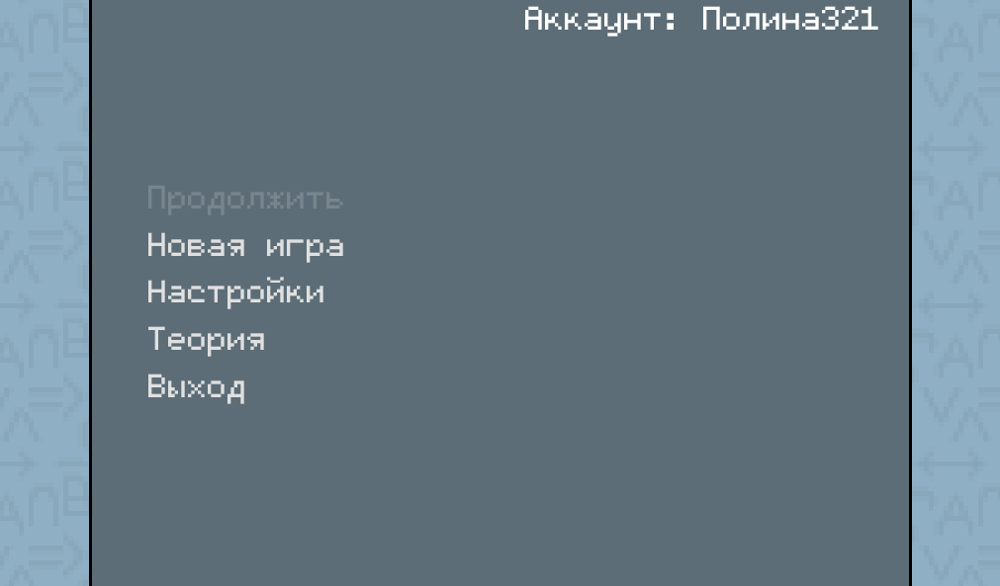 Аккаунт: Полина321
Продолжить
Новая игра
Настройки
Теория
Выход